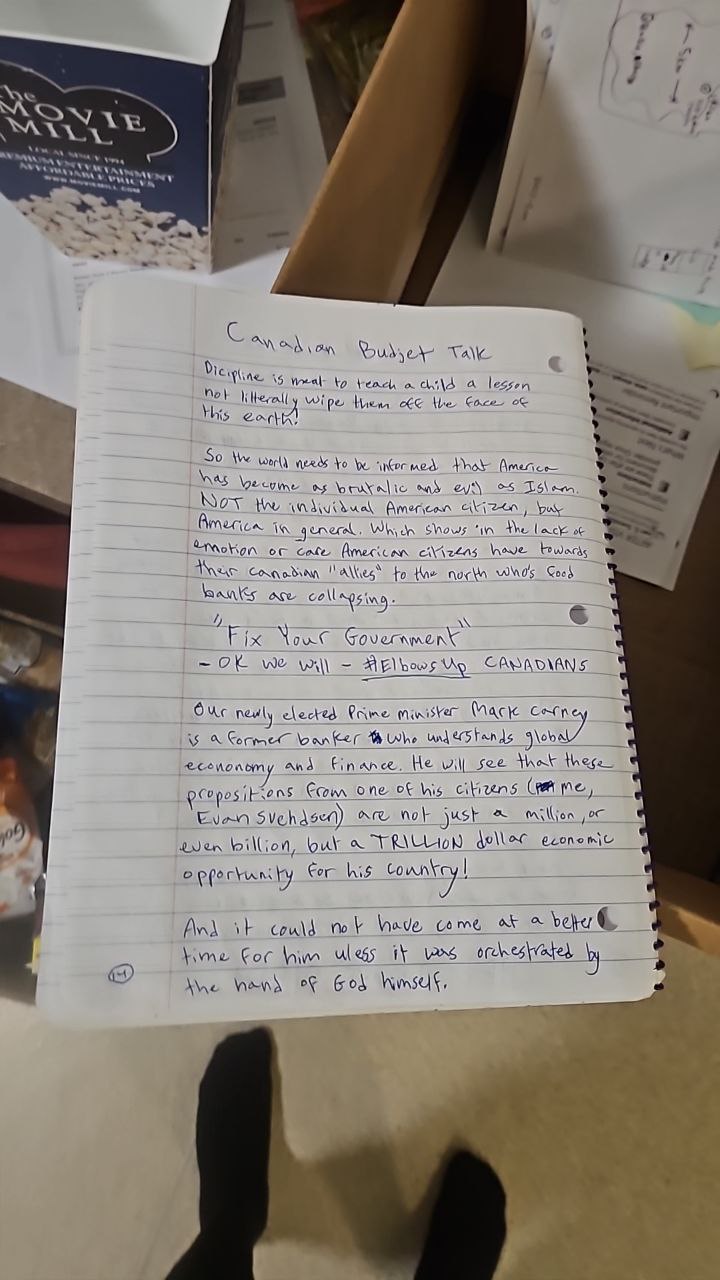 the
MOVIE
MILL
LOCAL SINCE 1994
PREMIUM ENTERTAINMENT
AFFORDABLE PRICES
WWW.MOVIEMILL.COM
Canadian Budjet Talk
Dicipline is meat to teach a child a lesson
not litterally wipe them off the face of
this earth!
So the world needs to be informed that America
has become as brutalic and evil as Islam.
NOT the individual American citizen, but
America in general. Which shows in the lack of
emotion or care American citizens have towards
their canadian "allies" to the north who's food
banks are collapsing.
"Fix Your Government"
- OK we will - #ElbowsUp CANADIANS
Our newly elected Prime minister Mark Carney
is a former banker who understands global
econonomy and finance. He will see that these
propositions from one of his citizens (me,
Evan Svehdsen) are not just a million, or
even billion, but a TRILLION dollar economic
opportunity for his country!
And it could not have come at a better
time for him uless it was orchestrated by
the hand of God himself.